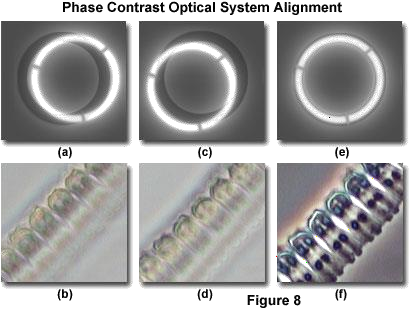 Phase Contrast Optical System Alignment
(a)
(c)
(e)
(b)
(d)
(f)
Figure 8